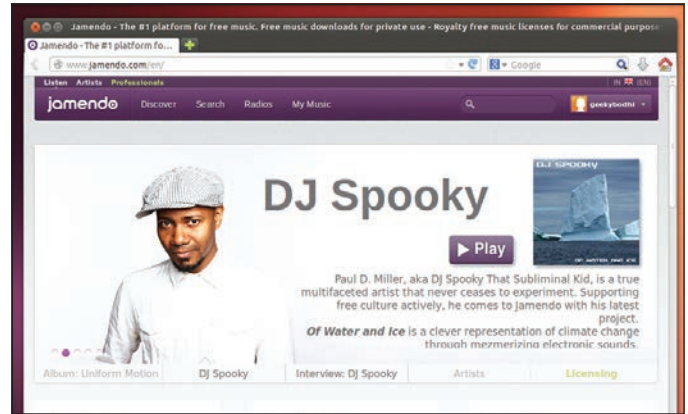 Jamendo - The #1 platform for free music. Free music downloads for private use - Royalty free music licenses for commercial purpose
Jamendo - The #1 platform fo...
www.jamendo.com/en/
Google
Listen Artists Professionals
IN (EN)
jamendo Discover Search Radios My Music
geekybodhi
DJ Spooky
DJ SPOOKY
OF WATER AND ICE
Play
Paul D. Miller, aka DJ Spooky That Subliminal Kid, is a true
multifaceted artist that never ceases to experiment. Supporting
free culture actively, he comes to Jamendo with his latest
project.
Of Water and Ice is a clever representation of climate change
through mezmerizing electronic sounds.
Album: Uniform Motion DJ Spooky Interview: DJ Spooky Artists Licensing